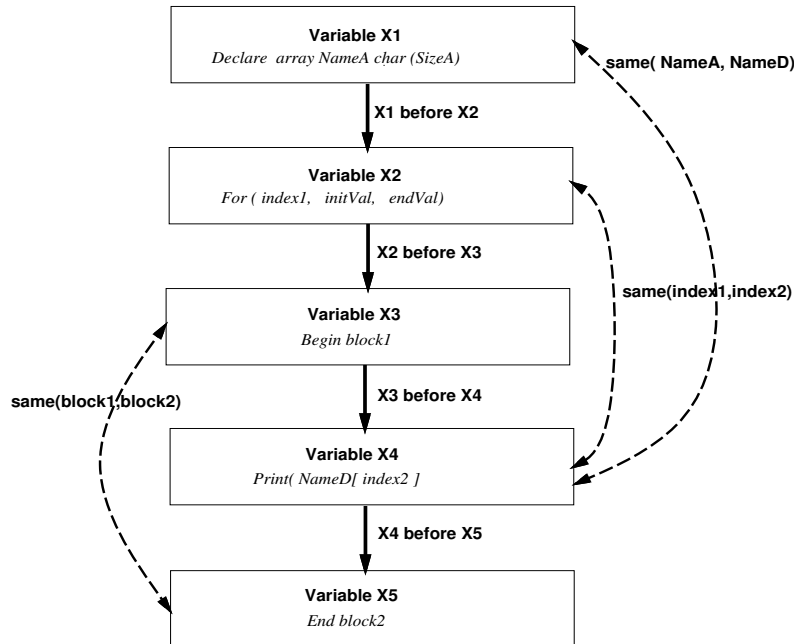 Variable X1
Declare array NameA char (SizeA)
same( NameA, NameD)
X1 before X2
Variable X2
For ( index1, initVal, endVal)
X2 before X3
same(index1,index2)
Variable X3
Begin block1
X3 before X4
same(block1,block2)
Variable X4
Print( NameD[ index2 ]
X4 before X5
Variable X5
End block2